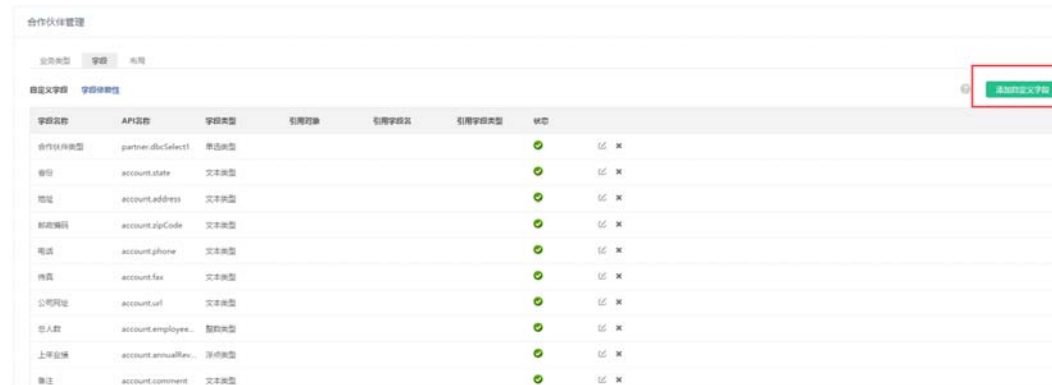 合作伙伴管理
业务类型 字段 布局
自定义字段 字段依赖性 添加自定义字段
字段名称 API名称 字段类型 引用对象 引用字段名 引用字段类型 状态
合作伙伴类型 partner.dbcSelect1 单选类型
省份 account.state 文本类型
地址 account.address 文本类型
邮政编码 account.zipCode 文本类型
电话 account.phone 文本类型
传真 account.fax 文本类型
公司网址 account.url 文本类型
总人数 account.employee... 整数类型
上年业绩 account.annualRev... 浮点类型
备注 account.comment 文本类型